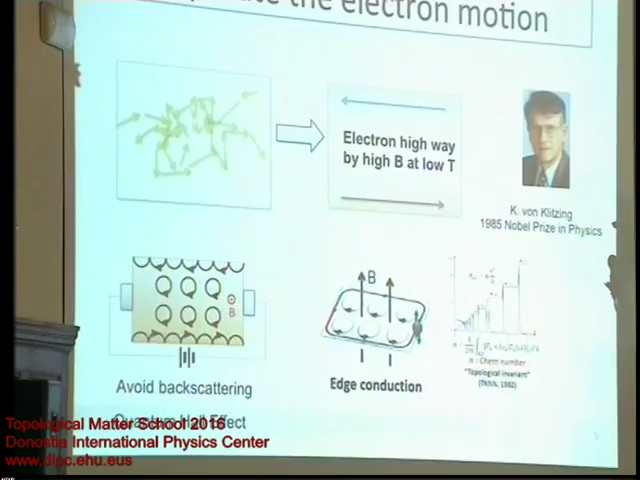 the electron motion
Electron high way
by high B at low T
K. von Klitzing
1985 Nobel Prize in Physics
B
B
Avoid backscattering
Edge conduction
n : Chern number
"Topological invariant"
(TKNN, 1982)
Quantum Hall Effect
Topological Matter School 2016
Donostia International Physics Center
www.dipc.ehu.eus
5